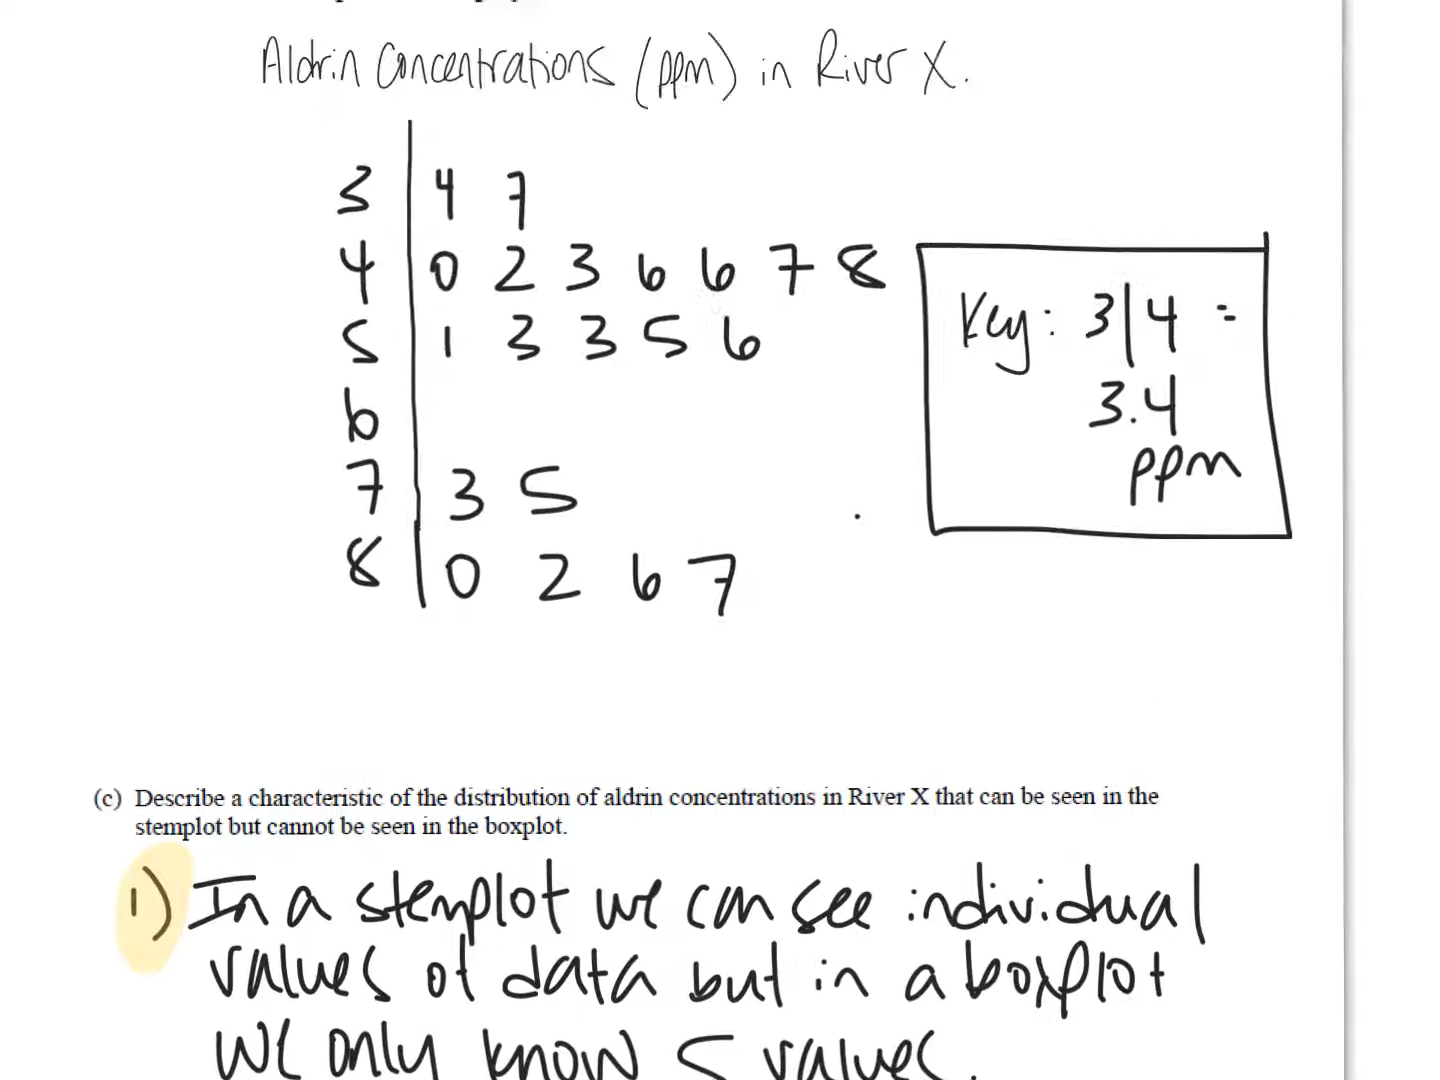 Aldrin Concentrations (ppm) in River X.
3 | 4 7
4 | 0 2 3 6 6 7 8
5 | 1 3 3 5 6
6 |
7 | 3 5
8 | 0 2 6 7
Key: 3|4 =
3.4
ppm
(c) Describe a characteristic of the distribution of aldrin concentrations in River X that can be seen in the
stemplot but cannot be seen in the boxplot.
1) In a stemplot we can see individual
values of data but in a boxplot
we only know 5 values.